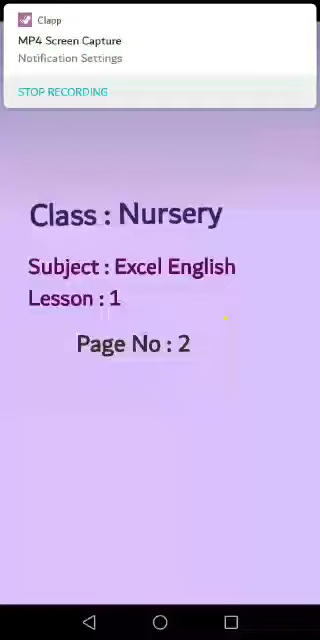 Clapp
MP4 Screen Capture
Notification Settings
STOP RECORDING
Class : Nursery
Subject : Excel English
Lesson : 1
Page No : 2